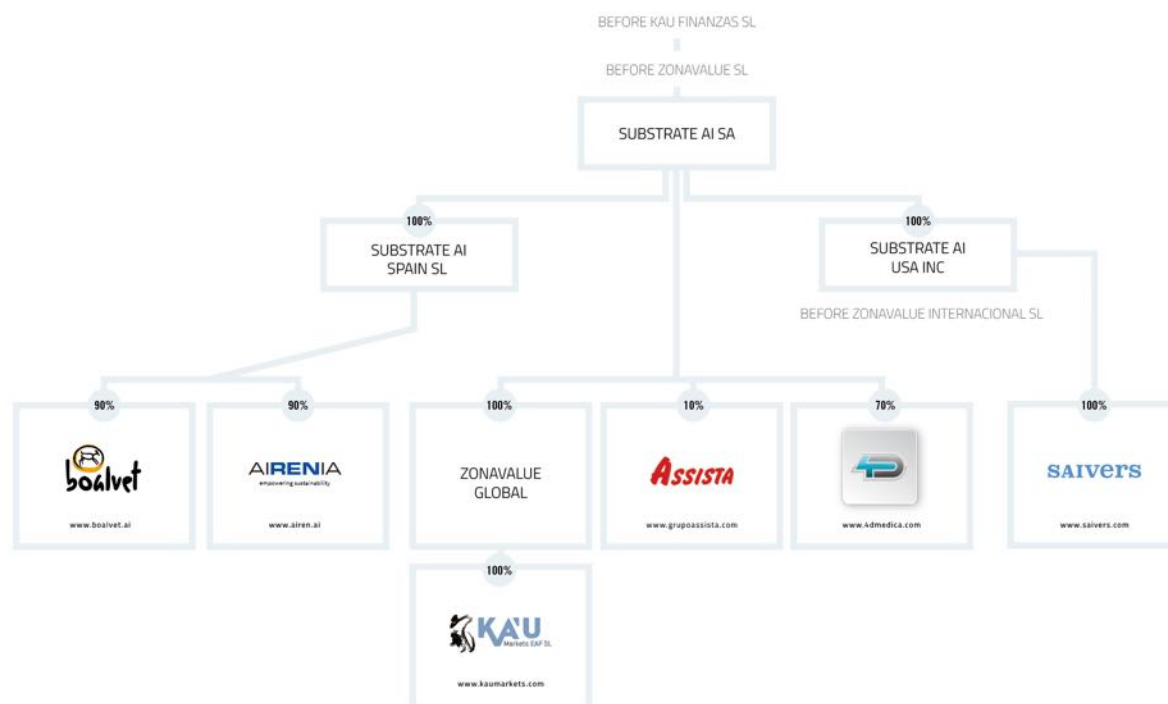 BEFORE KAU FINANZAS SL
BEFORE ZONAVALUE SL
SUBSTRATE AI SA
100%
SUBSTRATE AI
SPAIN SL
100%
SUBSTRATE AI
USA INC
BEFORE ZONAVALUE INTERNACIONAL SL
90%
boalvet
www.boalvet.ai
90%
AIRENIA
empowering sustainability
www.airen.ai
100%
ZONAVALUE
GLOBAL
10%
ASSISTA
www.grupoassista.com
70%
4D
www.4dmedica.com
100%
SAIVERS
www.saivers.com
100%
KAU
Markets EAF SL
www.kaumarkets.com